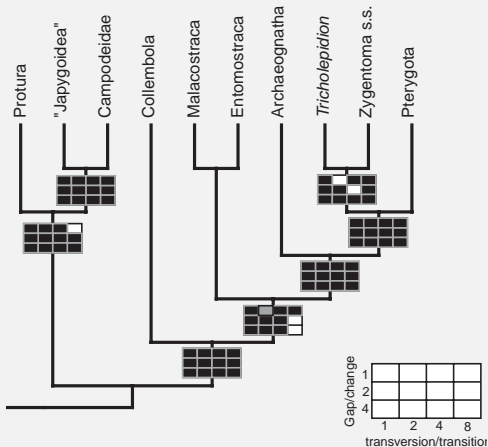 Protura
"Japygoidea"
Campodeidae
Collembola
Malacostraca
Entomostraca
Archaeognatha
Tricholepidion
Zygentoma s.s.
Pterygota
Gap/change
1
2
4
1 2 4 8
transversion/transition